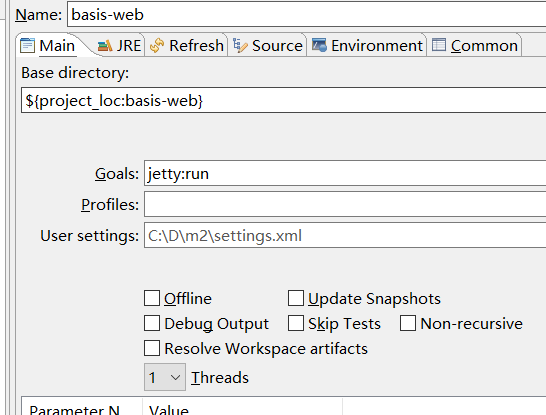 Name: basis-web
Main JRE Refresh Source Environment Common
Base directory:
${project_loc:basis-web}
Goals: jetty:run
Profiles:
User settings: C:\D\m2\settings.xml
Offline Update Snapshots
Debug Output Skip Tests Non-recursive
Resolve Workspace artifacts
1 Threads
Parameter N Value